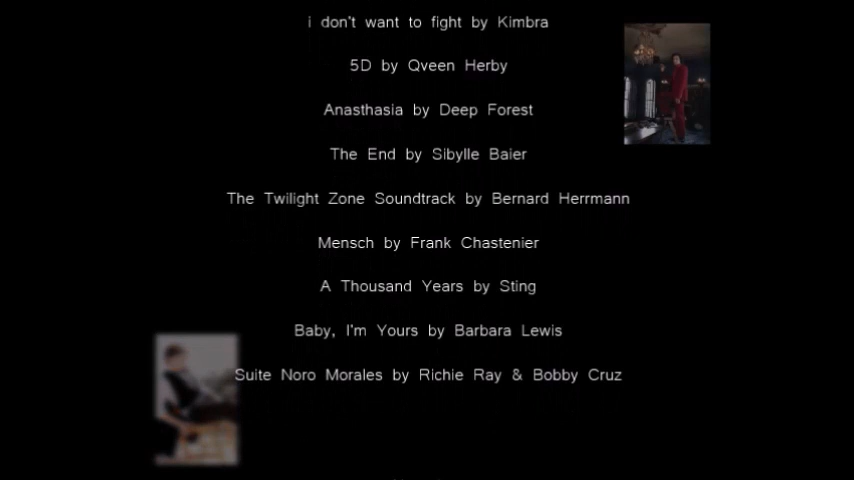 i don't want to fight by Kimbra
5D by Qveen Herby
Anasthasia by Deep Forest
The End by Sibylle Baier
The Twilight Zone Soundtrack by Bernard Herrmann
Mensch by Frank Chastenier
A Thousand Years by Sting
Baby, I'm Yours by Barbara Lewis
Suite Noro Morales by Richie Ray & Bobby Cruz